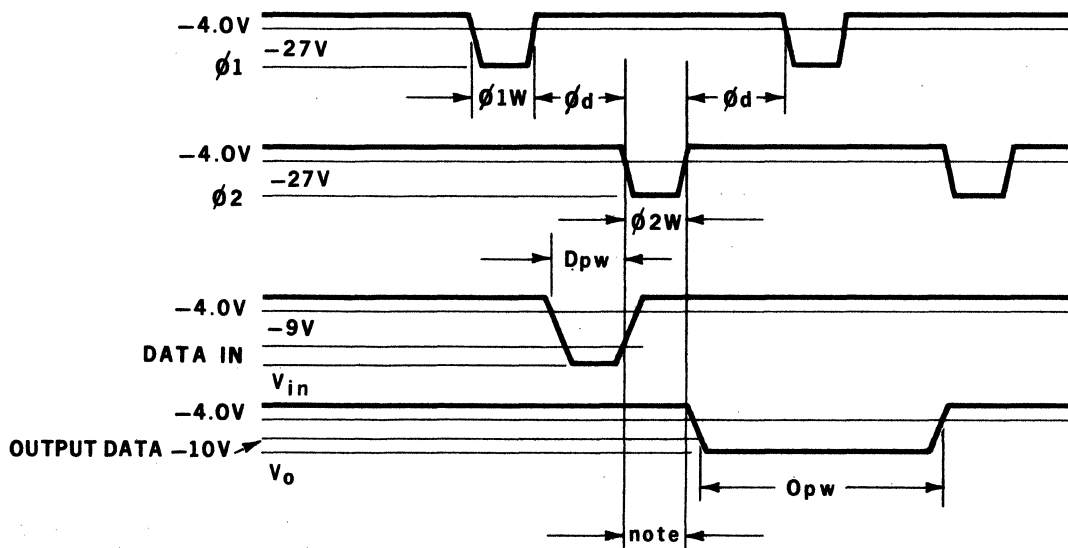 -4.0V
-27V
Ø1
Ø1W
Ød
Ød
-4.0V
-27V
Ø2
Ø2W
Dpw
-4.0V
-9V
DATA IN
Vin
-4.0V
OUTPUT DATA -10V
Vo
Opw
note